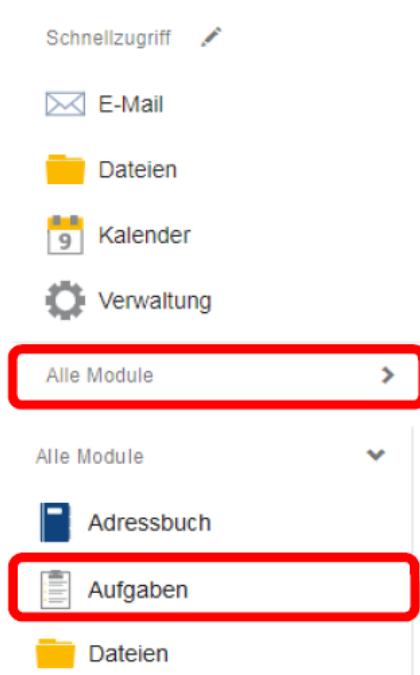 Schnellzugriff
E-Mail
Dateien
9 Kalender
Verwaltung
Alle Module
Alle Module
Adressbuch
Aufgaben
Dateien